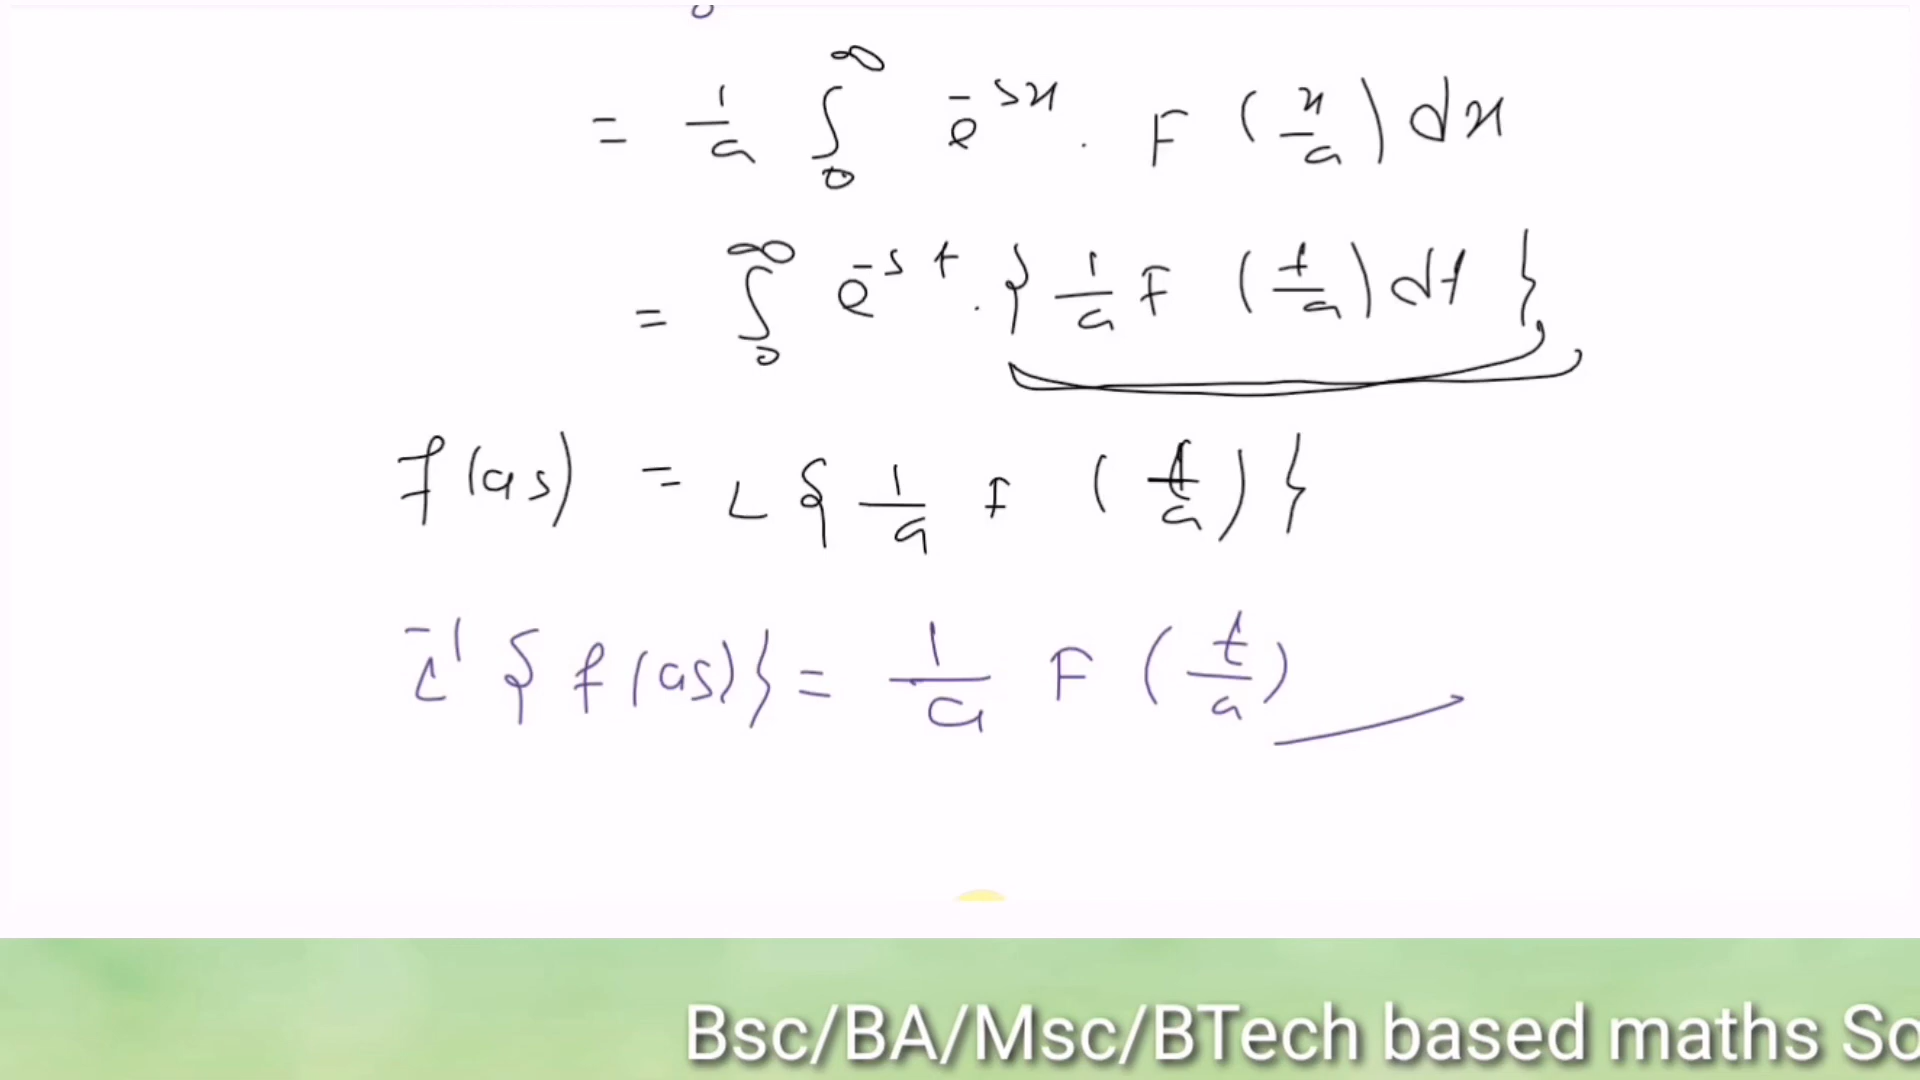 = 1/a ∫₀^∞ e^-sx . F (x/a) dx
= ∫₀^∞ e^-st . { 1/a F (t/a) dt }
f(as) = L { 1/a F (t/a) }
L^-1 { f(as) } = 1/a F (t/a)
Bsc/BA/Msc/BTech based maths So